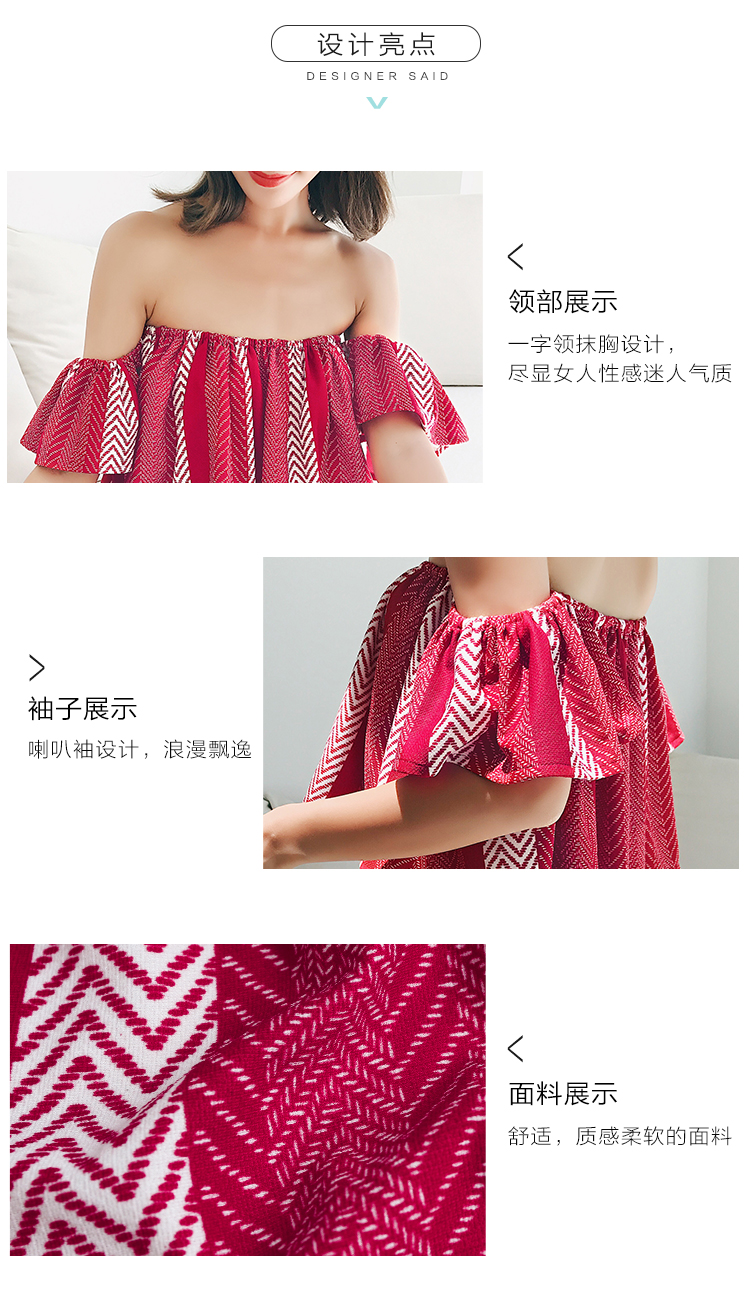 设计亮点
DESIGNER SAID
领部展示
一字领抹胸设计，
尽显女人性感迷人气质
袖子展示
喇叭袖设计，浪漫飘逸
面料展示
舒适，质感柔软的面料